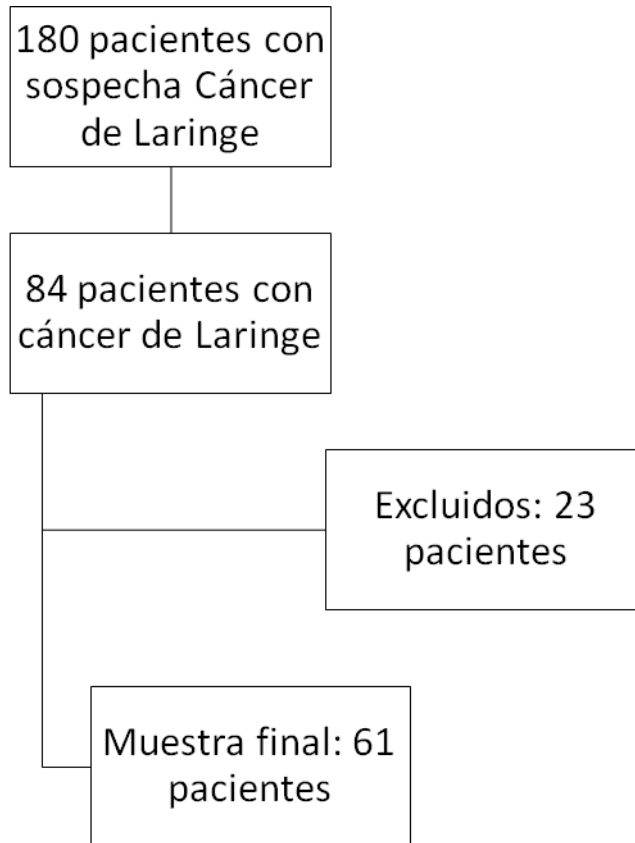 180 pacientes con
sospecha Cáncer
de Laringe
84 pacientes con
cáncer de Laringe
Excluidos: 23
pacientes
Muestra final: 61
pacientes